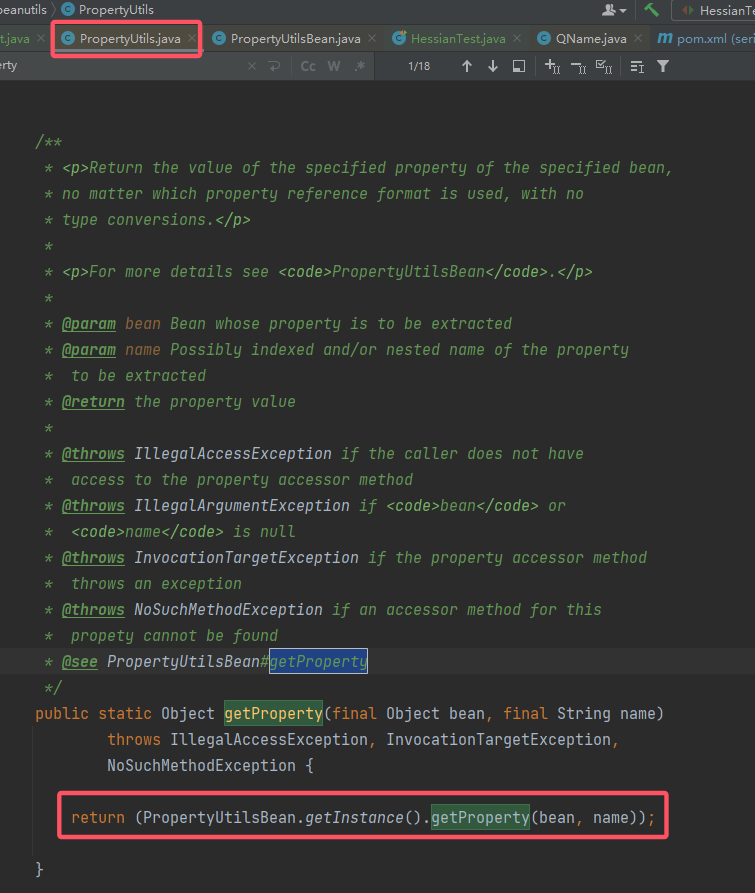 beanutils PropertyUtils HessianTest
t.java PropertyUtils.java PropertyUtilsBean.java HessianTest.java QName.java pom.xml (seri
erty Cc W .* 1/18
/**
* <p>Return the value of the specified property of the specified bean,
* no matter which property reference format is used, with no
* type conversions.</p>
*
* <p>For more details see <code>PropertyUtilsBean</code>.</p>
*
* @param bean Bean whose property is to be extracted
* @param name Possibly indexed and/or nested name of the property
*  to be extracted
* @return the property value
*
* @throws IllegalAccessException if the caller does not have
*  access to the property accessor method
* @throws IllegalArgumentException if <code>bean</code> or
*  <code>name</code> is null
* @throws InvocationTargetException if the property accessor method
*  throws an exception
* @throws NoSuchMethodException if an accessor method for this
*  propety cannot be found
* @see PropertyUtilsBean#getProperty
*/
public static Object getProperty(final Object bean, final String name)
throws IllegalAccessException, InvocationTargetException,
NoSuchMethodException {
return (PropertyUtilsBean.getInstance().getProperty(bean, name));
}